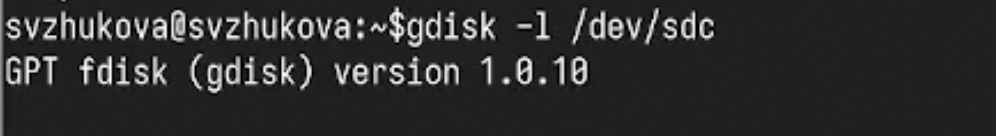 svzhukova@svzhukova:~$gdisk -l /dev/sdc
GPT fdisk (gdisk) version 1.0.10